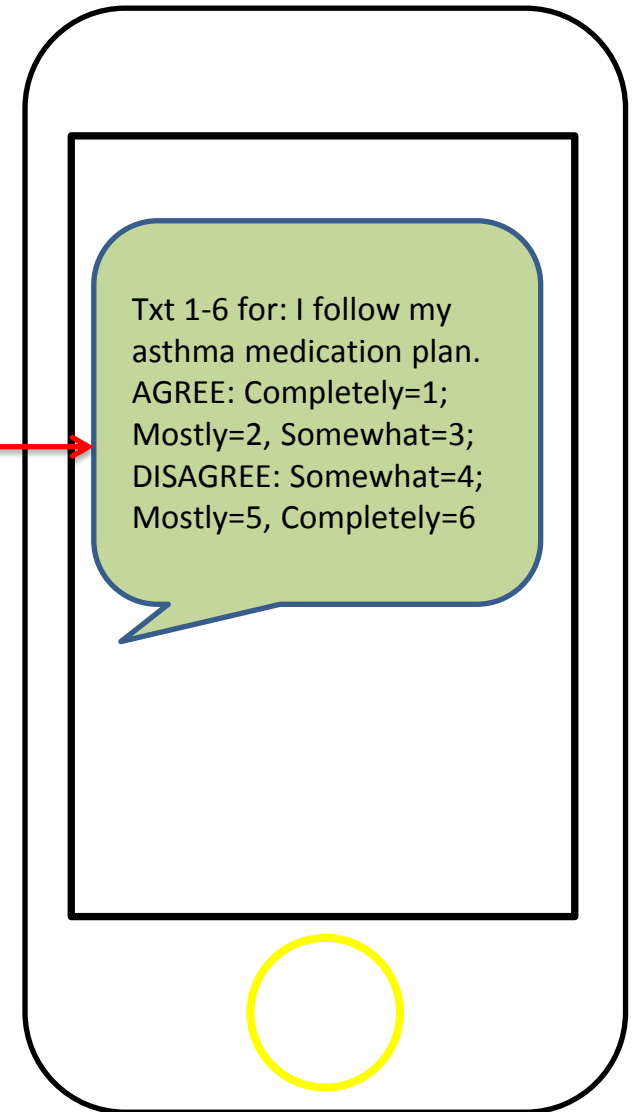 Txt 1-6 for: I follow my
asthma medication plan.
AGREE: Completely=1;
Mostly=2, Somewhat=3;
DISAGREE: Somewhat=4;
Mostly=5, Completely=6